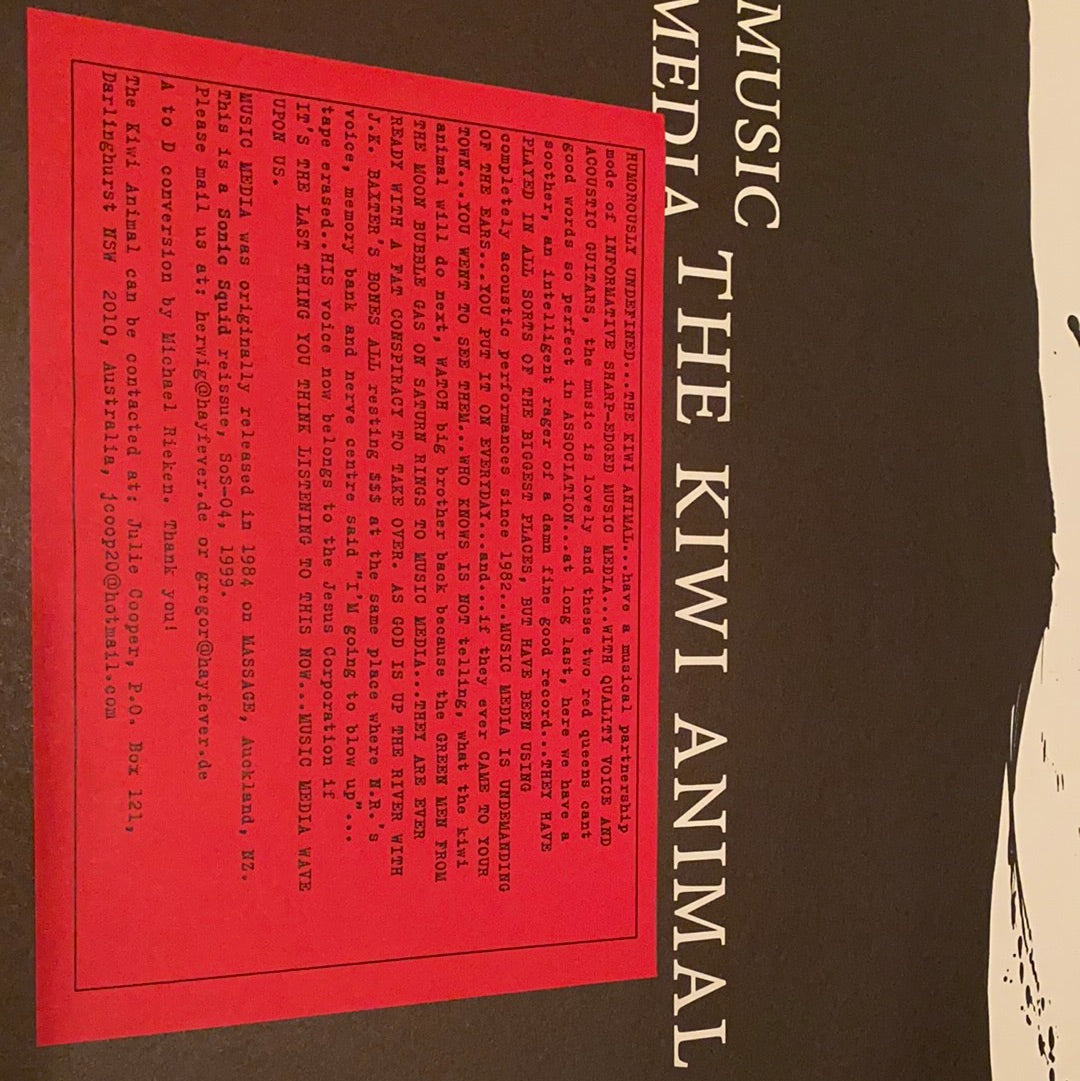 MUSIC
MEDIA THE KIWI ANIMAL
HUMOROUSLY UNDEFINED...THE KIWI ANIMAL...have a musical partnership
mode of INFORMATIVE SHARP-EDGED MUSIC MEDIA...WITH QUALITY VOICE AND
ACOUSTIC GUITARS, the music is lovely and these two red queens cant
good words so perfect in ASSOCIATION...at long last, here we have a
soother, an intelligent rager of a damn fine good record...THEY HAVE
PLAYED IN ALL SORTS OF THE BIGGEST PLACES, BUT HAVE BEEN USING
completely acoustic performances since 1982...MUSIC MEDIA IS UNDEMANDING
OF THE EARS...YOU PUT IT ON EVERYDAY...and...if they ever CAME TO YOUR
TOWN...YOU WENT TO SEE THEM...WHO KNOWS IS NOT telling, what the kiwi
animal will do next, WATCH big brother back because the GREEN MEN FROM
THE MOON BUBBLE GAS ON SATURN RINGS TO MUSIC MEDIA...THEY ARE EVER
READY WITH A FAT CONSPIRACY TO TAKE OVER. AS GOD IS UP THE RIVER WITH
J.K. BAXTER'S BONES ALL resting $$$ at the same place where N.R.'s
voice, memory bank and nerve centre said "I'M going to blow up"...
tape erased..HIS voice now belongs to the Jesus Corporation if
IT'S THE LAST THING YOU THINK LISTENING TO THIS NOW...MUSIC MEDIA WAVE
UPON US.
MUSIC MEDIA was originally released in 1984 on MASSAGE, Auckland, NZ.
This is a Sonic Squid reissue, SoS-04, 1999.
Please mail us at: herwig@hayfever.de or gregor@hayfever.de
A to D conversion by Michael Rieken. Thank you!
The Kiwi Animal can be contacted at: Julie Cooper, P.O. Box 121,
Darlinghurst NSW 2010, Australia, jcoop20@hotmail.com